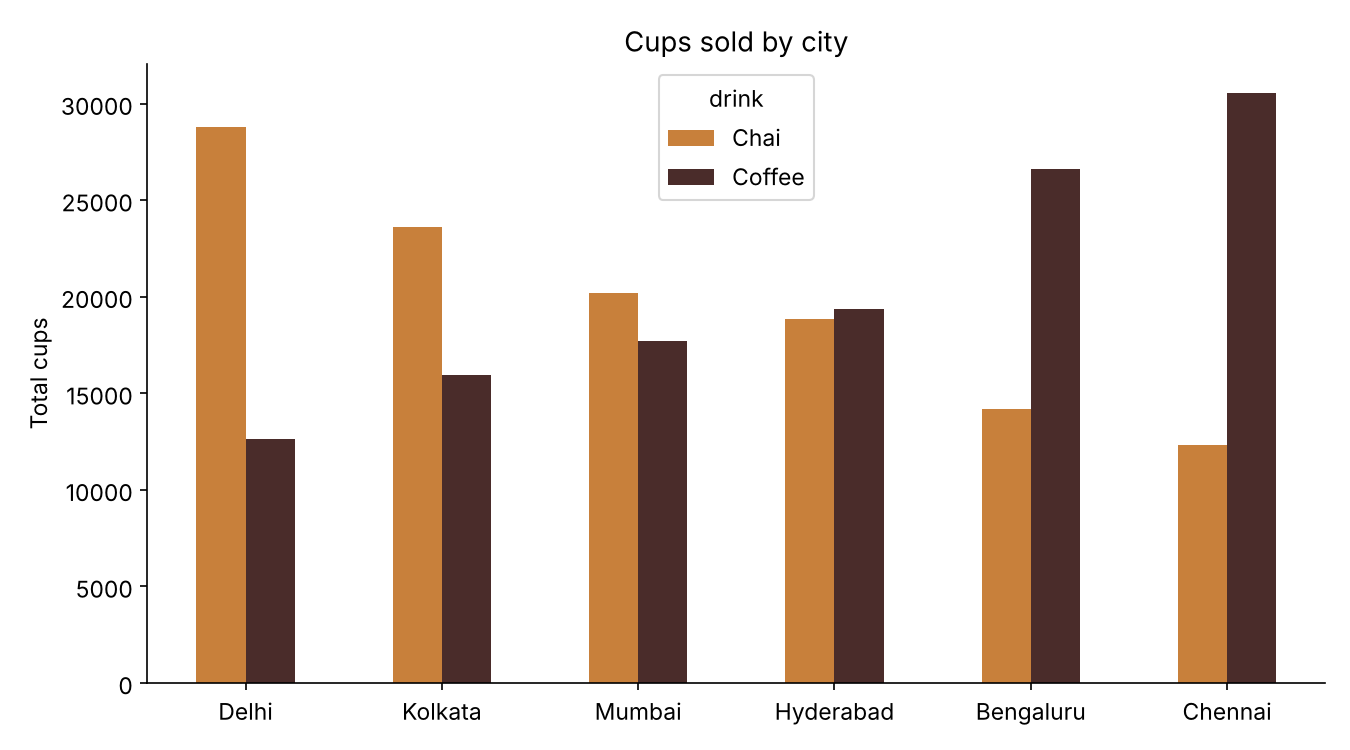 Cups sold by city
drink
Chai
Coffee
Total cups
30000
25000
20000
15000
10000
5000
0
Delhi
Kolkata
Mumbai
Hyderabad
Bengaluru
Chennai